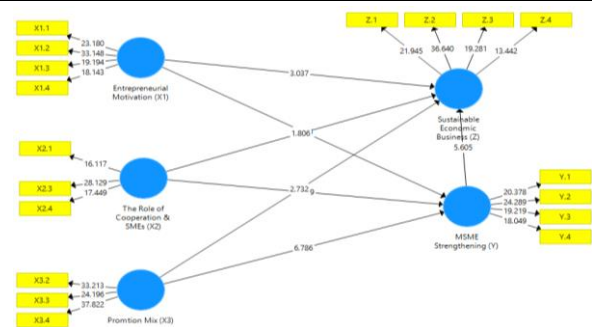 Z.1 Z.2 Z.3 Z.4
X1.1
X1.2
X1.3
X1.4
23.180
33.148
19.194
18.143
21.945 36.640 19.281 13.442
3.037
Entrepreneurial
Motivation (X1)
Sustainable
Economic
Business (Z)
1.806
5.605
X2.1
X2.3
X2.4
16.117
28.129
17.449
The Role of
Cooperation &
SMEs (X2)
2.732
9
Y.1
Y.2
Y.3
Y.4
20.378
24.289
19.219
18.049
MSME
Strengthening (Y)
6.786
X3.2
X3.3
X3.4
33.213
24.196
37.822
Promtion Mix (X3)